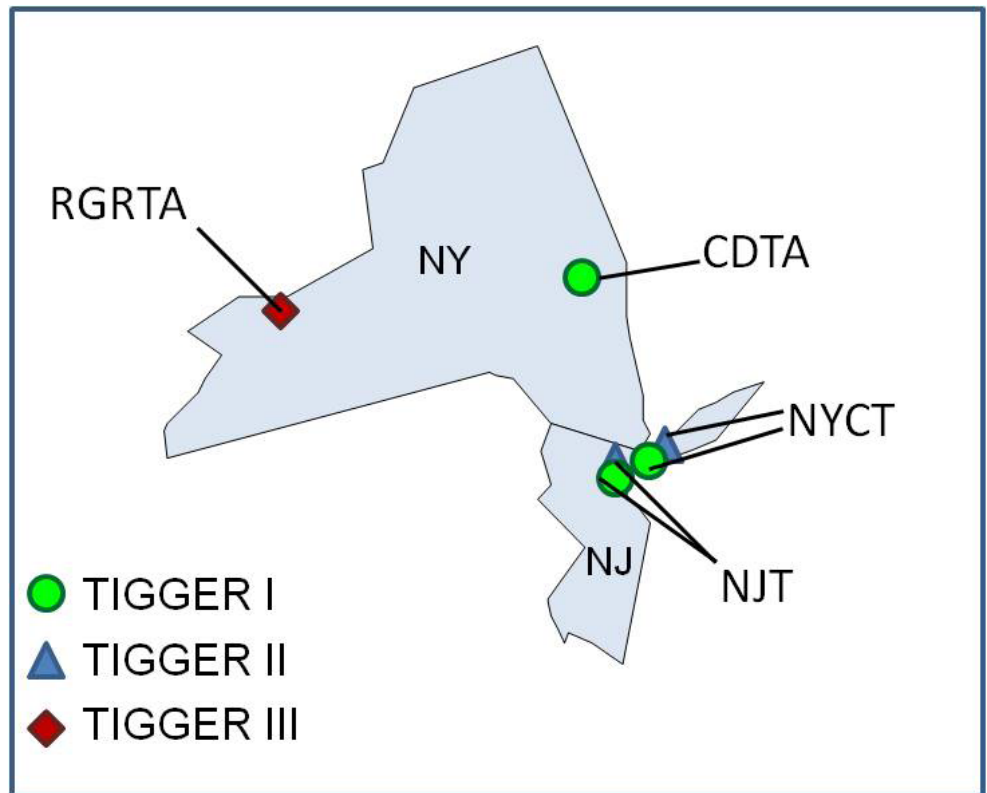 RGRTA
NY
CDTA
NYCT
NJ
NJT
TIGGER I
TIGGER II
TIGGER III